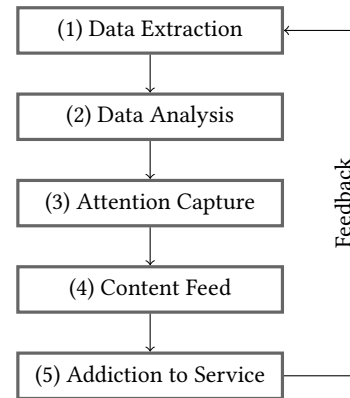 (1) Data Extraction
(2) Data Analysis
(3) Attention Capture
(4) Content Feed
(5) Addiction to Service
Feedback